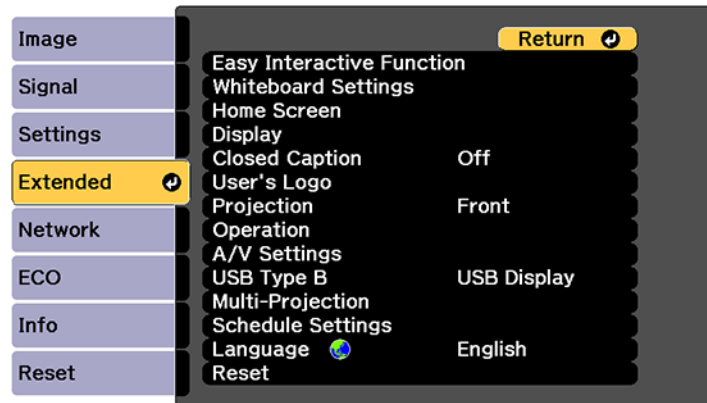 Image
Signal
Settings
Extended
Network
ECO
Info
Reset
Return
Easy Interactive Function
Whiteboard Settings
Home Screen
Display
Closed Caption Off
User's Logo
Projection Front
Operation
A/V Settings
USB Type B USB Display
Multi-Projection
Schedule Settings
Language English
Reset